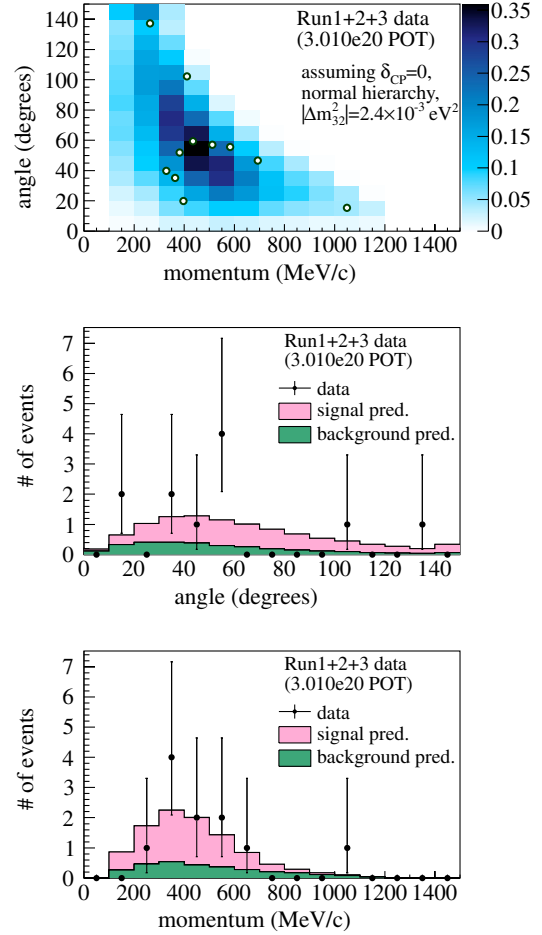 Run1+2+3 data
(3.010e20 POT)
assuming δCP=0,
normal hierarchy,
|Δm²32|=2.4×10⁻³ eV²
angle (degrees)
140
120
100
80
60
40
20
0
0 200 400 600 800 1000 1400
momentum (MeV/c)
0.35
0.3
0.25
0.2
0.15
0.1
0.05
0
Run1+2+3 data
(3.010e20 POT)
data
signal pred.
background pred.
# of events
7
6
5
4
3
2
1
0
0 20 40 60 80 100 120 140
angle (degrees)
Run1+2+3 data
(3.010e20 POT)
data
signal pred.
background pred.
# of events
7
6
5
4
3
2
1
0
0 200 400 600 800 1000 1400
momentum (MeV/c)